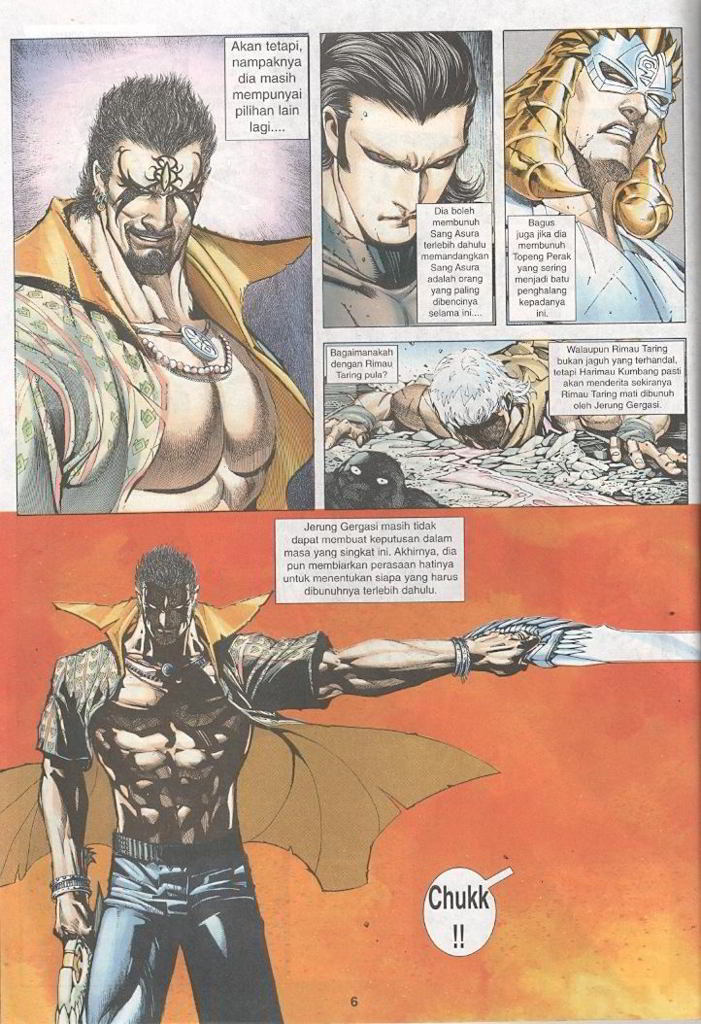 Akan tetapi,
nampaknya
dia masih
mempunyai
pilihan lain
lagi....
Dia boleh
membunuh
Sang Asura
terlebih dahulu
memandangkan
Sang Asura
adalah orang
yang paling
dibencinya
selama ini....
Bagus
juga jika dia
membunuh
Topeng Perak
yang sering
menjadi batu
penghalang
kepadanya
ini.
Bagaimanakah
dengan Rimau
Taring pula?
Walaupun Rimau Taring
bukan jaguh yang terhandal,
tetapi Harimau Kumbang pasti
akan menderita sekiranya
Rimau Taring mati dibunuh
oleh Jerung Gergasi.
Jerung Gergasi masih tidak
dapat membuat keputusan dalam
masa yang singkat ini. Akhirnya, dia
pun membiarkan perasaan hatinya
untuk menentukan siapa yang harus
dibunuhnya terlebih dahulu.
Chukk
!!
6